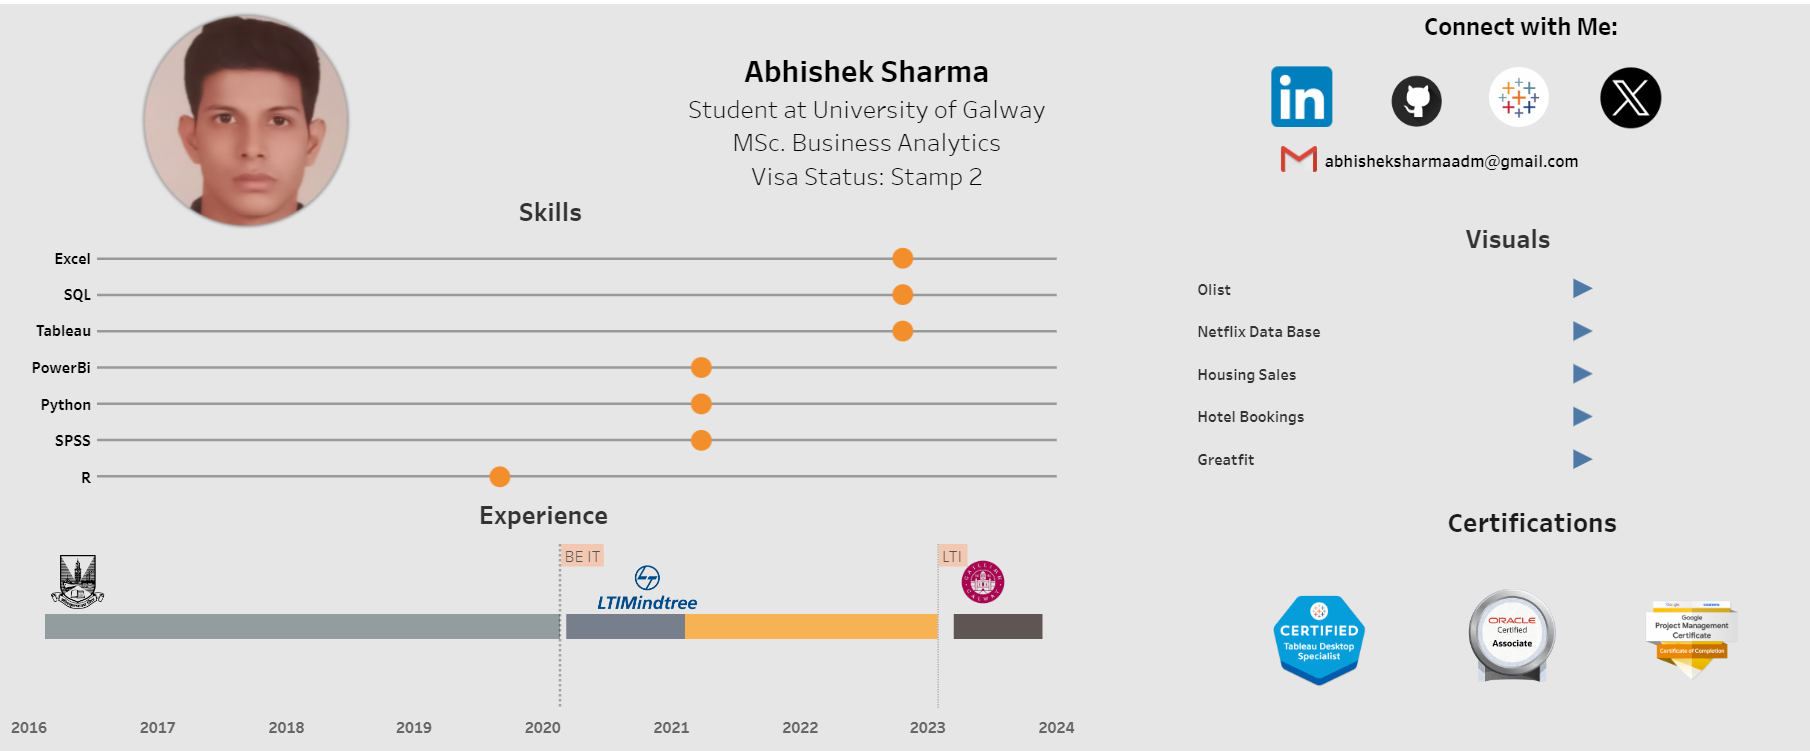 Connect with Me:
Abhishek Sharma
Student at University of Galway
MSc. Business Analytics
Visa Status: Stamp 2
in
X
abhisheksharmaadm@gmail.com
Skills
Excel
SQL
Tableau
PowerBi
Python
SPSS
R
Visuals
Olist
Netflix Data Base
Housing Sales
Hotel Bookings
Greatfit
Experience
BE IT
LTIMindtree
LTI
2016 2017 2018 2019 2020 2021 2022 2023 2024
Certifications
CERTIFIED
Tableau Desktop
Specialist
ORACLE
Certified
Associate
Google
Google
Project Management
Certificate
Certificate of Completion